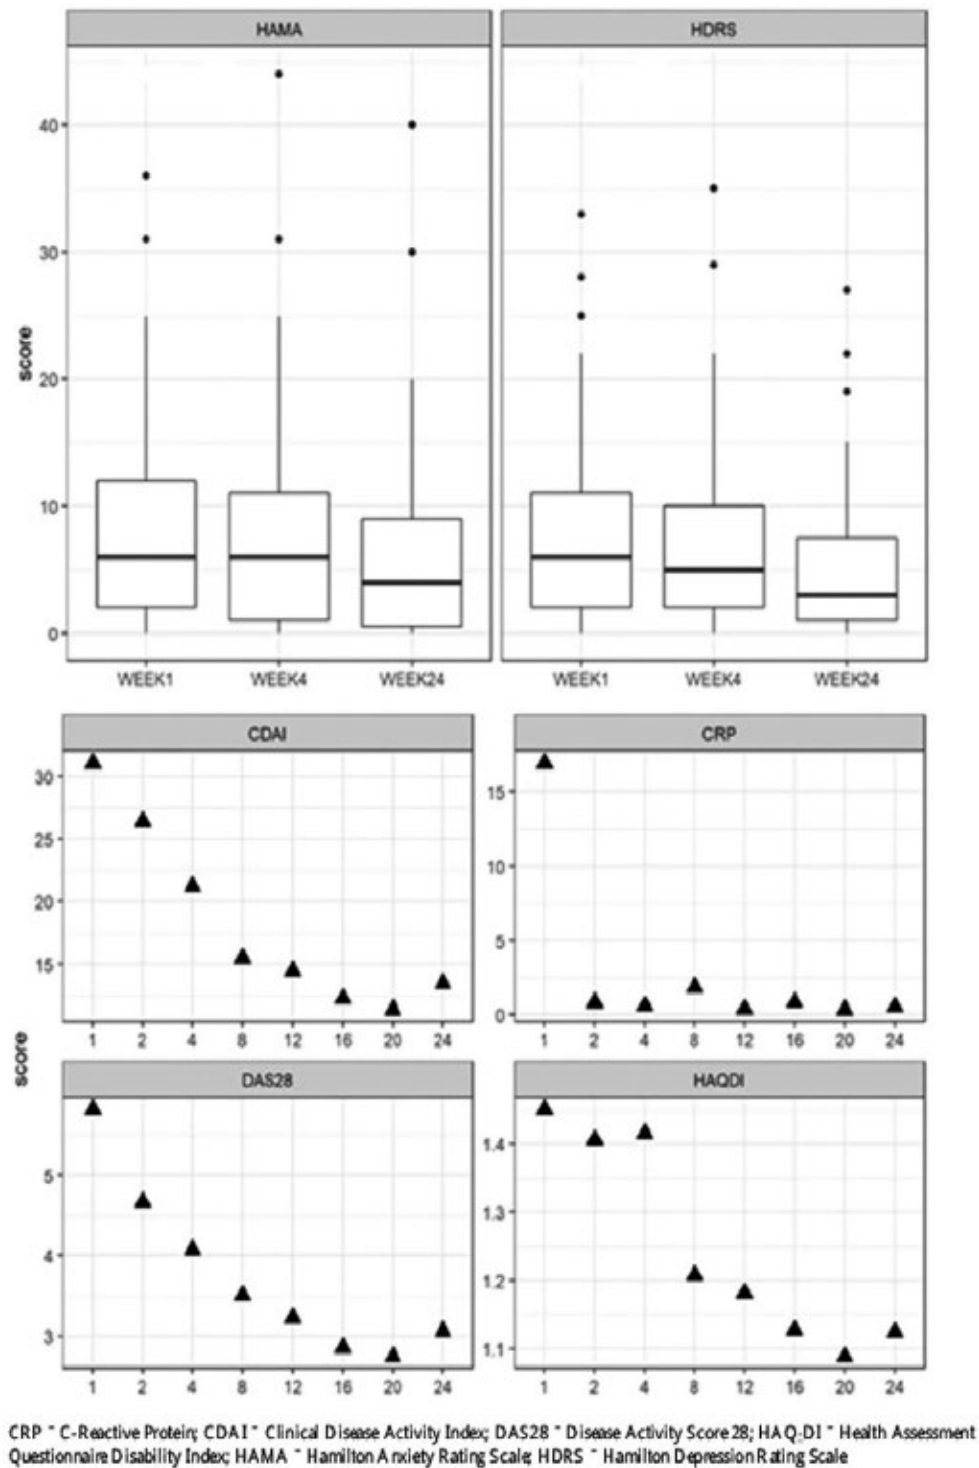 HAMA HDRS
40
30
20
10
0
score
WEEK1 WEEK4 WEEK24 WEEK1 WEEK4 WEEK24
CDAI CRP
30
25
20
15
15
10
5
0
1 2 4 8 12 16 20 24 1 2 4 8 12 16 20 24
score
DAS28 HAQDI
5
4
3
1.4
1.3
1.2
1.1
1 2 4 8 12 16 20 24 1 2 4 8 12 16 20 24
CRP ¯ C-Reactive Protein; CDAI ¯ Clinical Disease Activity Index; DAS28 ¯ Disease Activity Score 28; HAQ-DI ¯ Health Assessment
Questionnaire Disability Index; HAMA ¯ Hamilton Anxiety Rating Scale; HDRS ¯ Hamilton Depression Rating Scale